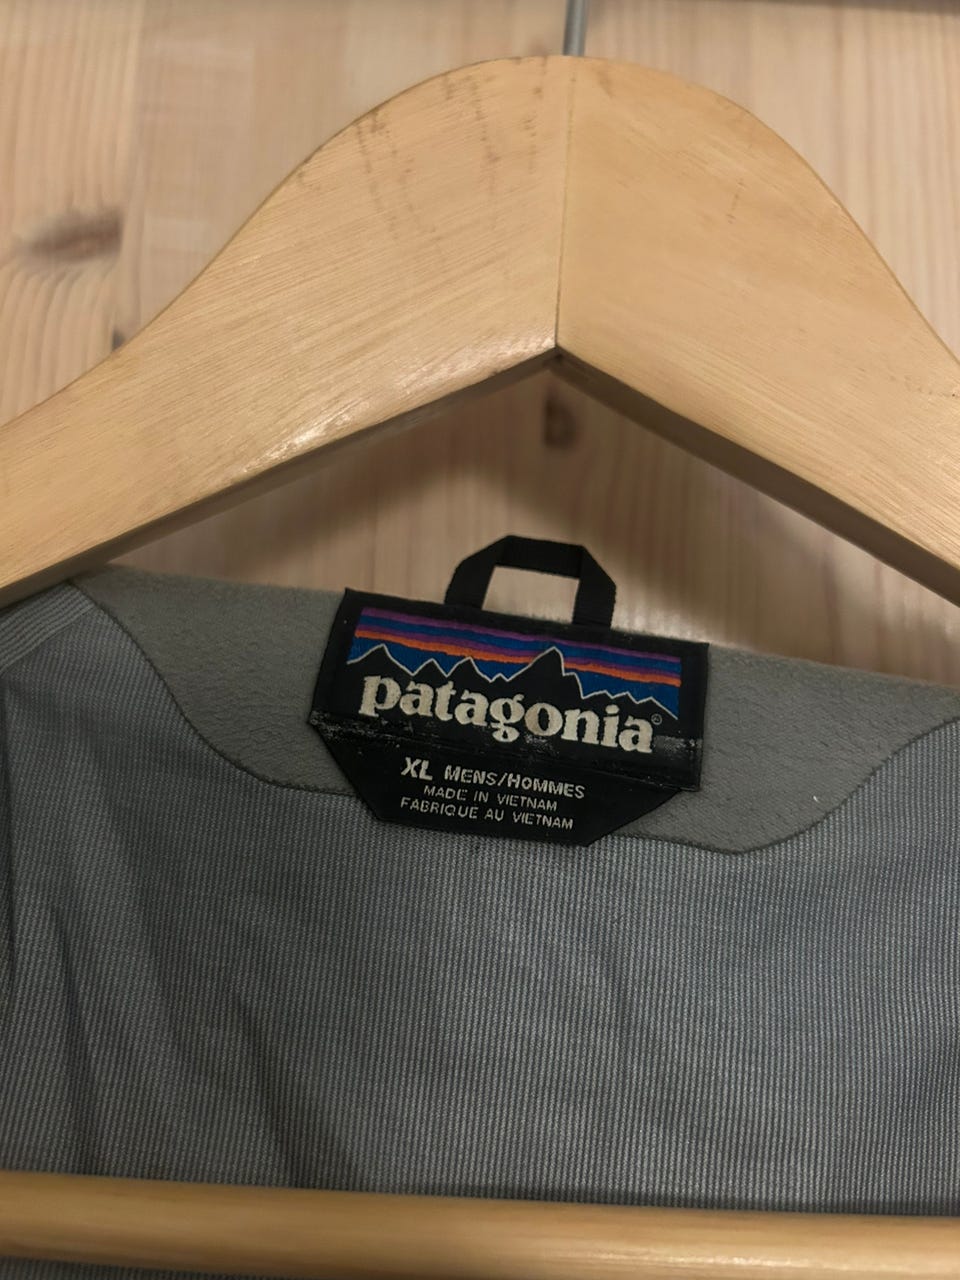 patagonia®
XL MENS/HOMMES
MADE IN VIETNAM
FABRIQUE AU VIETNAM